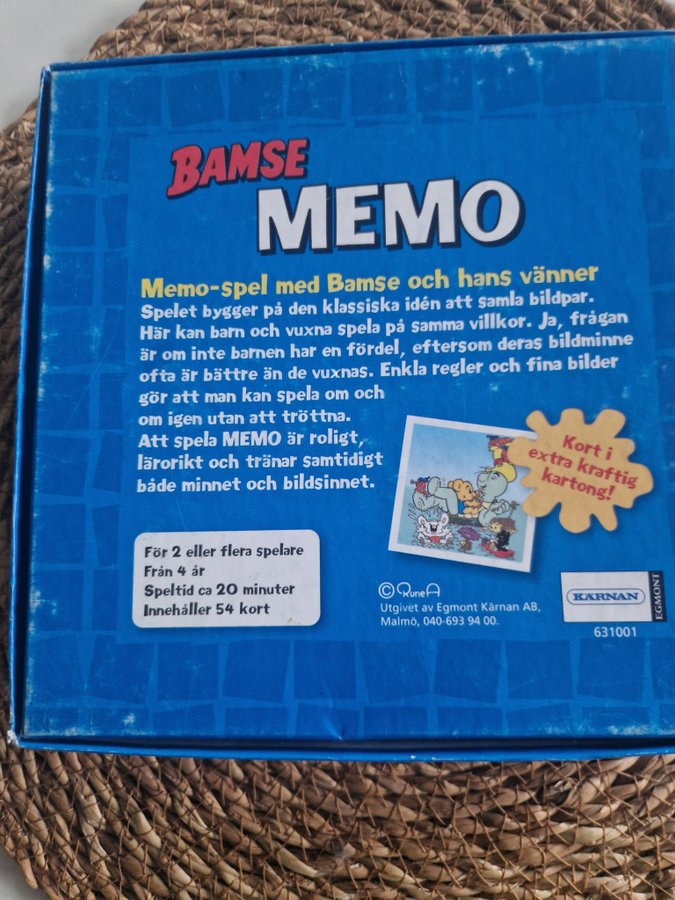 BAMSE
MEMO
Memo-spel med Bamse och hans vänner
Spelet bygger på den klassiska idén att samla bildpar.
Här kan barn och vuxna spela på samma villkor. Ja, frågan
är om inte barnen har en fördel, eftersom deras bildminne
ofta är bättre än de vuxnas. Enkla regler och fina bilder
gör att man kan spela om och
om igen utan att tröttna.
Att spela MEMO är roligt,
lärorikt och tränar samtidigt
både minnet och bildsinnet.
Kort i
extra kraftig
kartong!
För 2 eller flera spelare
Från 4 år
Speltid ca 20 minuter
Innehåller 54 kort
© Rune A
Utgivet av Egmont Kärnan AB,
Malmö, 040-693 94 00.
KÄRNAN
EGMONT
631001